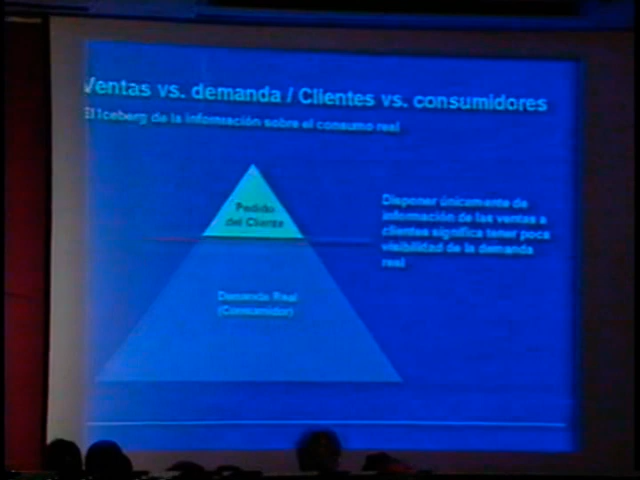 Ventas vs. demanda / Clientes vs. consumidores
El Iceberg de la información sobre el consumo real
Pedido
del Cliente
Disponer únicamente de
información de las ventas a
clientes significa tener poca
visibilidad de la demanda
real
Demanda Real
(Consumidor)